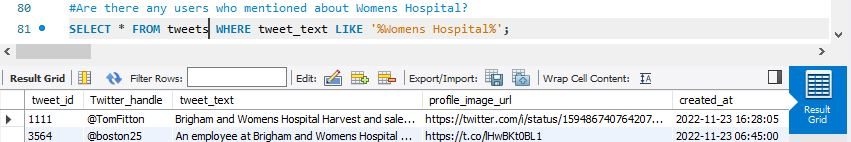 80 #Are there any users who mentioned about Womens Hospital?
81 SELECT * FROM tweets WHERE tweet_text LIKE '%Womens Hospital%';
Result Grid Filter Rows: Edit: Export/Import: Wrap Cell Content: IA
tweet_id Twitter_handle tweet_text profile_image_url created_at
1111 @TomFitton Brigham and Womens Hospital Harvest and sale... https://twitter.com/i/status/159486740764207... 2022-11-23 16:28:05
3564 @boston25 An employee at Brigham and Womens Hospital ... https://t.co/lHwBKt0BL1 2022-11-23 06:45:00
Result
Grid